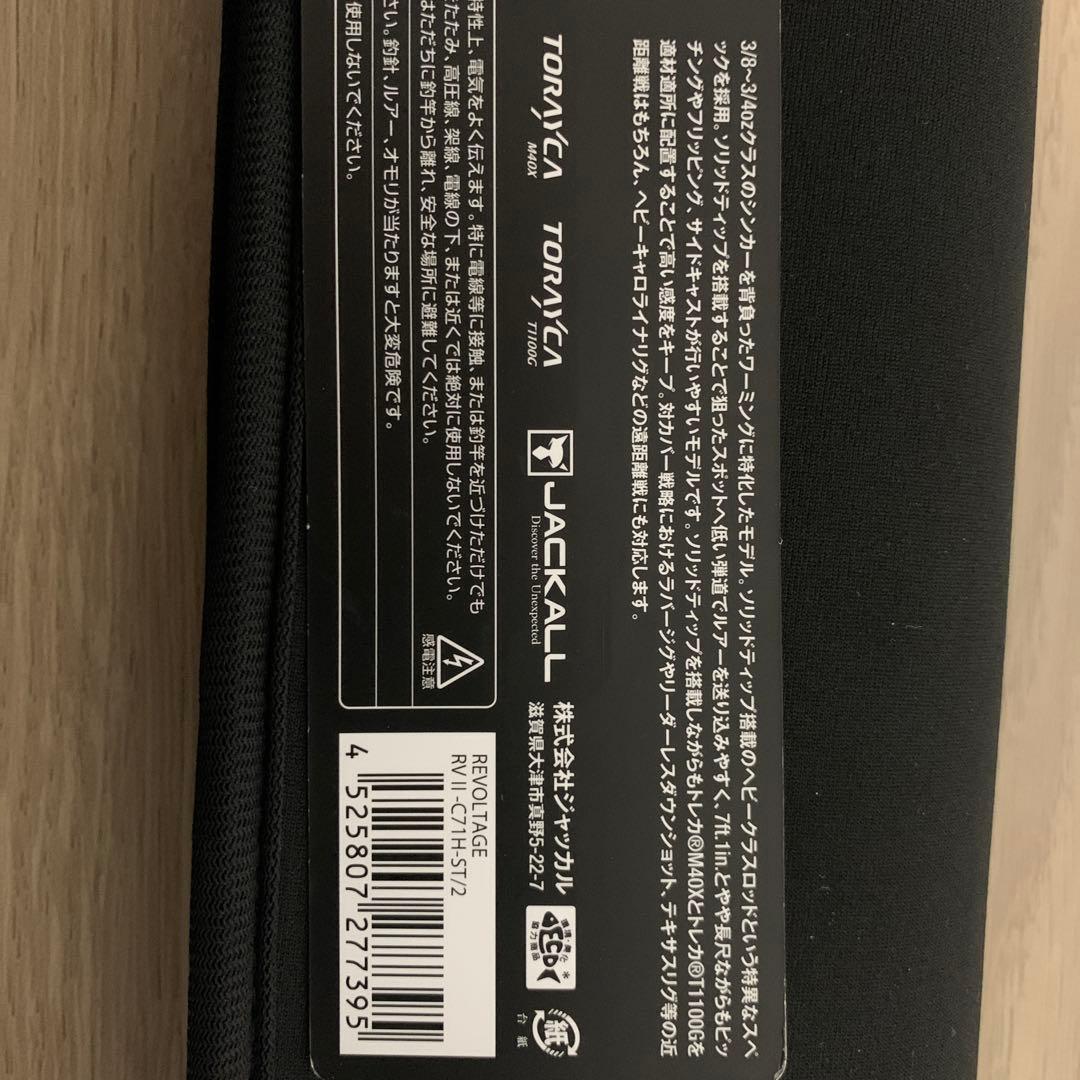 3/8~3/4ozクラスのシンカーを背負ったワーミングに特化したモデル。ソリッドティップ搭載のヘビークラスロッドという特異なスペ
ックを採用。ソリッドティップを搭載することで狙ったスポットへ低い弾道でルアーを送り込みやすく、7ft.1in.とやや長尺ながらもピッ
チングやフリッピング、サイドキャストが行いやすいモデルです。ソリッドティップを搭載しながらもトレカ®M40XとトレカⓇT1100Gを
適材適所に配置することで高い感度をキープ。対カバー戦略におけるラバージグやリーダーレスダウンショット、テキサスリグ等の近
距離戦はもちろん、ヘビーキャロライナリグなどの遠距離戦にも対応します。
TORAYCA
M40X
TORAYCA
T1100G
JACKALL
Discover the Unexpected
株式会社ジャッカル
滋賀県大津市真野5-22-7
環境・美化
ECO
協力商品
紙
台紙
特性上、電気をよく伝えます。特に電線等に接触、または釣竿を近づけただけでも
たたみ、高圧線、架線、電線の下、または近くでは絶対に使用しないでください。
はただちに釣竿から離れ、安全な場所に避難してください。
さい。釣針、ルアー、オモリが当たりますと大変危険です。
使用しないでください。
感電注意
REVOLTAGE
RVII-C71H-ST/2
4 525807 277395